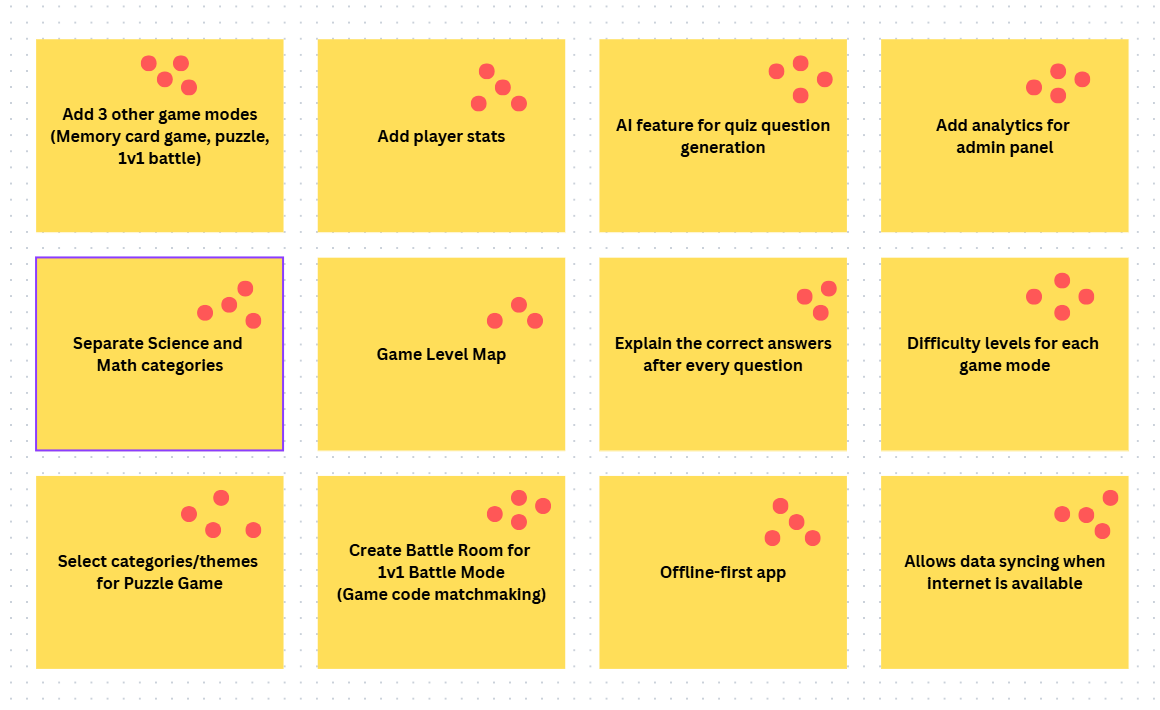 Add 3 other game modes
(Memory card game, puzzle,
1v1 battle)
Add player stats
AI feature for quiz question
generation
Add analytics for
admin panel
Separate Science and
Math categories
Game Level Map
Explain the correct answers
after every question
Difficulty levels for each
game mode
Select categories/themes
for Puzzle Game
Create Battle Room for
1v1 Battle Mode
(Game code matchmaking)
Offline-first app
Allows data syncing when
internet is available